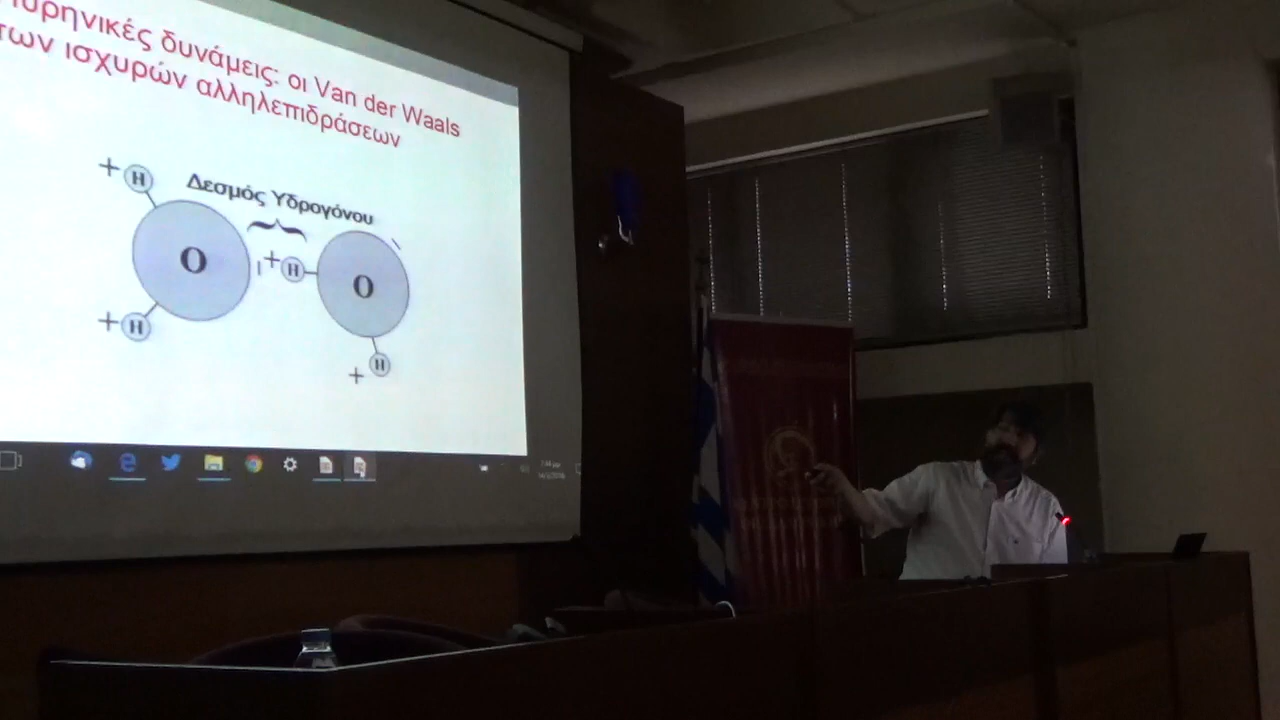 δυνάμεις: οι Van der Waals
των ισχυρών αλληλεπιδράσεων
+ H
Δεσμός Υδρογόνου
O
+ H
O
+ H
H
+